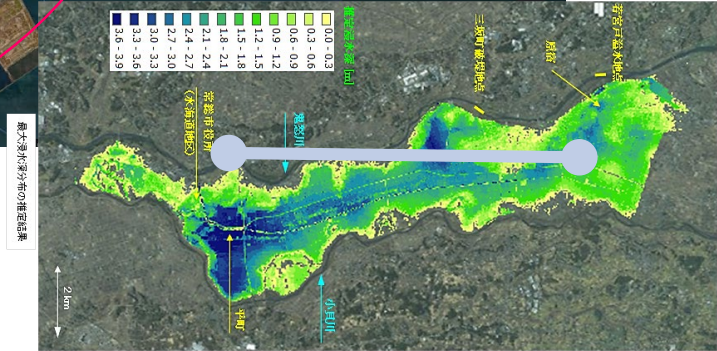 最大浸水深分布の推定結果
推定浸水深 [m]
0.0 - 0.3
0.3 - 0.6
0.6 - 0.9
0.9 - 1.2
1.2 - 1.5
1.5 - 1.8
1.8 - 2.1
2.1 - 2.4
2.4 - 2.7
2.7 - 3.0
3.0 - 3.3
3.3 - 3.6
3.6 - 3.9
若宮戸溢水地点
原宿
三坂町破堤地点
鬼怒川
常総市役所
(水海道地区)
小貝川
平町
2 km